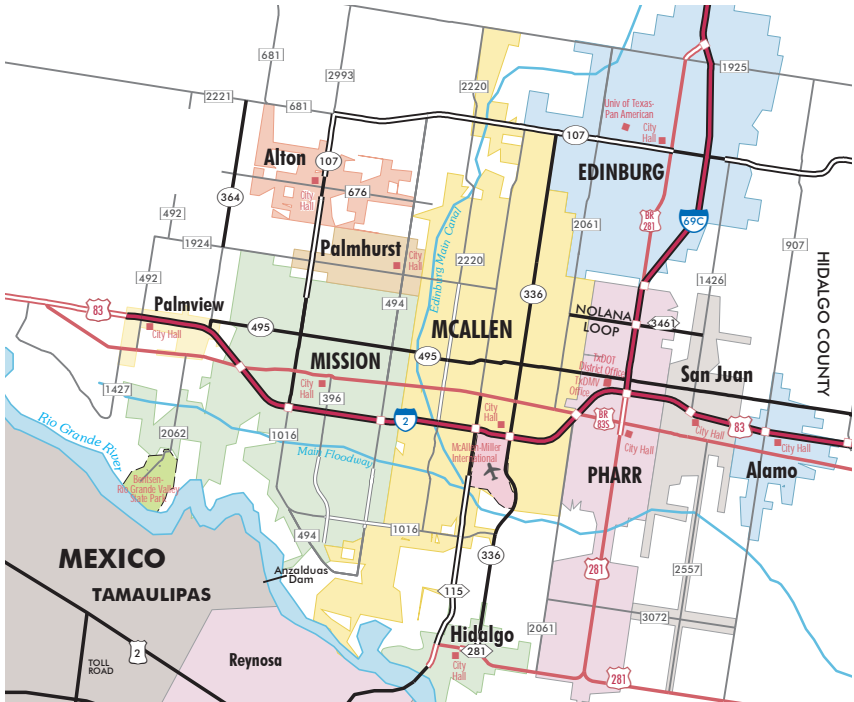 681
2993
2220
1925
2221
681
Univ of Texas-
Pan American
City
Hall
107
107
Alton
EDINBURG
City
Hall
676
364
BR
281
69C
492
2061
Edinburg Main Canal
1924
Palmhurst
City
Hall
2220
907
HIDALGO COUNTY
492
1426
336
494
83
Palmview
City Hall
495
MCALLEN
NOLANA
LOOP
3461
495
TxDOT
District Office
TxDMV
Office
San Juan
MISSION
City
Hall
396
1427
2
City
Hall
BR
83S
City Hall
83
City Hall
City Hall
Rio Grande River
2062
1016
Main Floodway
McAllen-Miller
International
PHARR
Alamo
Bentsen-
Rio Grande Valley
State Park
494
1016
336
MEXICO
TAMAULIPAS
Anzalduas
Dam
281
2557
115
3072
2061
Hidalgo
281
City
Hall
2
TOLL
ROAD
Reynosa
281